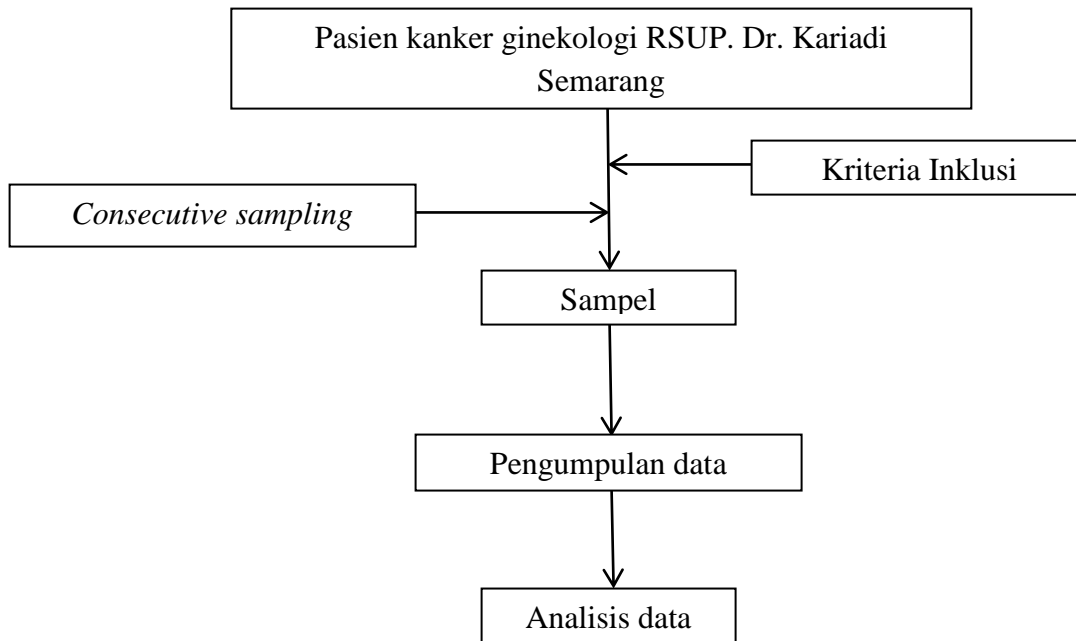 Pasien kanker ginekologi RSUP. Dr. Kariadi
Semarang
Kriteria Inklusi
Consecutive sampling
Sampel
Pengumpulan data
Analisis data